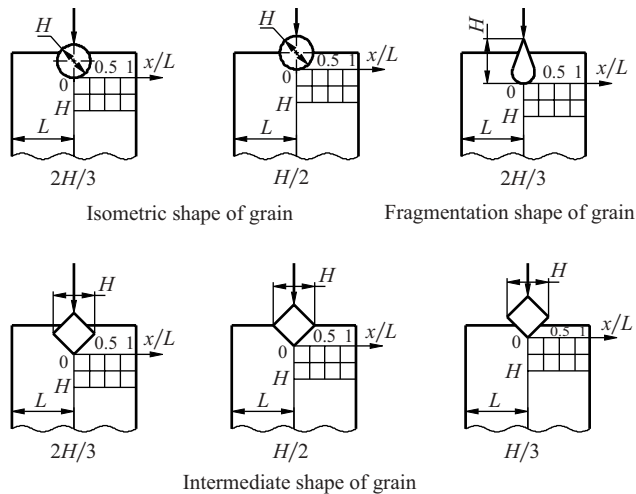 H
0.5 1
x/L
0
H
L
2H/3
H
0.5 1
x/L
0
H
L
H/2
H
0.5 1
x/L
0
H
L
2H/3
Isometric shape of grain
Fragmentation shape of grain
H
0.5 1
x/L
0
H
L
2H/3
H
0.5 1
x/L
0
H
L
H/2
H
0.5 1
x/L
0
H
L
H/3
Intermediate shape of grain